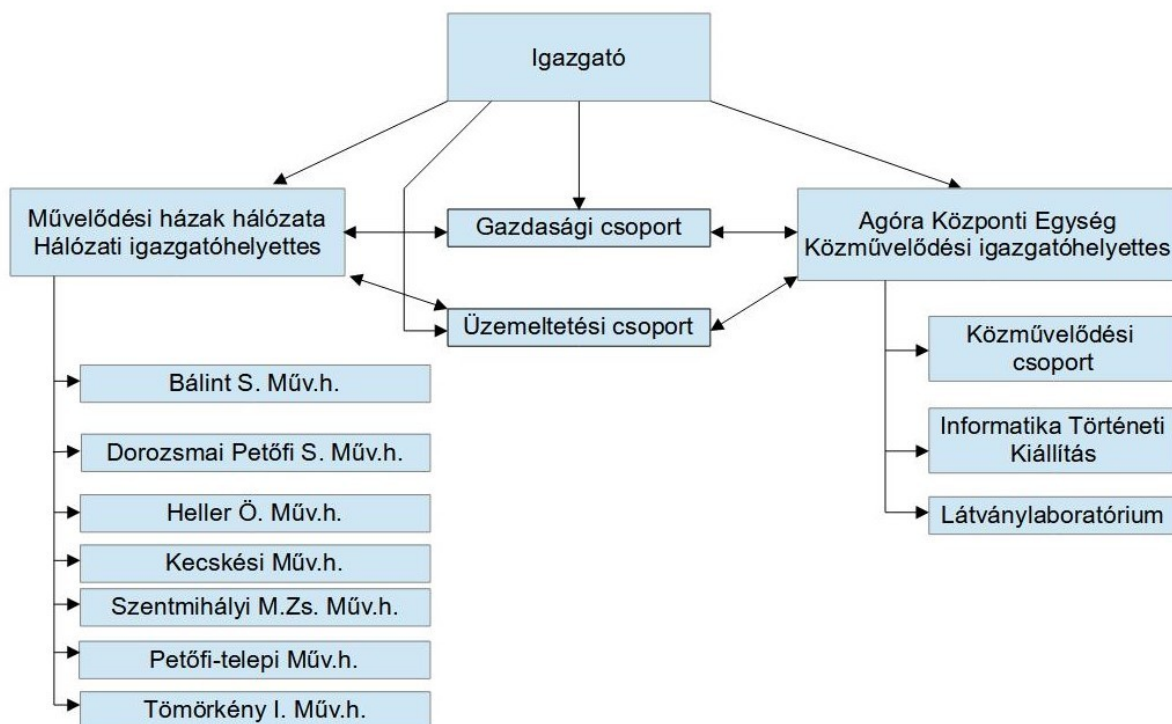 Igazgató
Művelődési házak hálózata
Hálózati igazgatóhelyettes
Gazdasági csoport
Agóra Központi Egység
Közművelődési igazgatóhelyettes
Üzemeltetési csoport
Bálint S. Műv.h.
Dorozsmai Petőfi S. Műv.h.
Heller Ö. Műv.h.
Kecskési Műv.h.
Szentmihályi M.Zs. Műv.h.
Petőfi-telepi Műv.h.
Tömörkény I. Műv.h.
Közművelődési
csoport
Informatika Történeti
Kiállítás
Látványlaboratórium